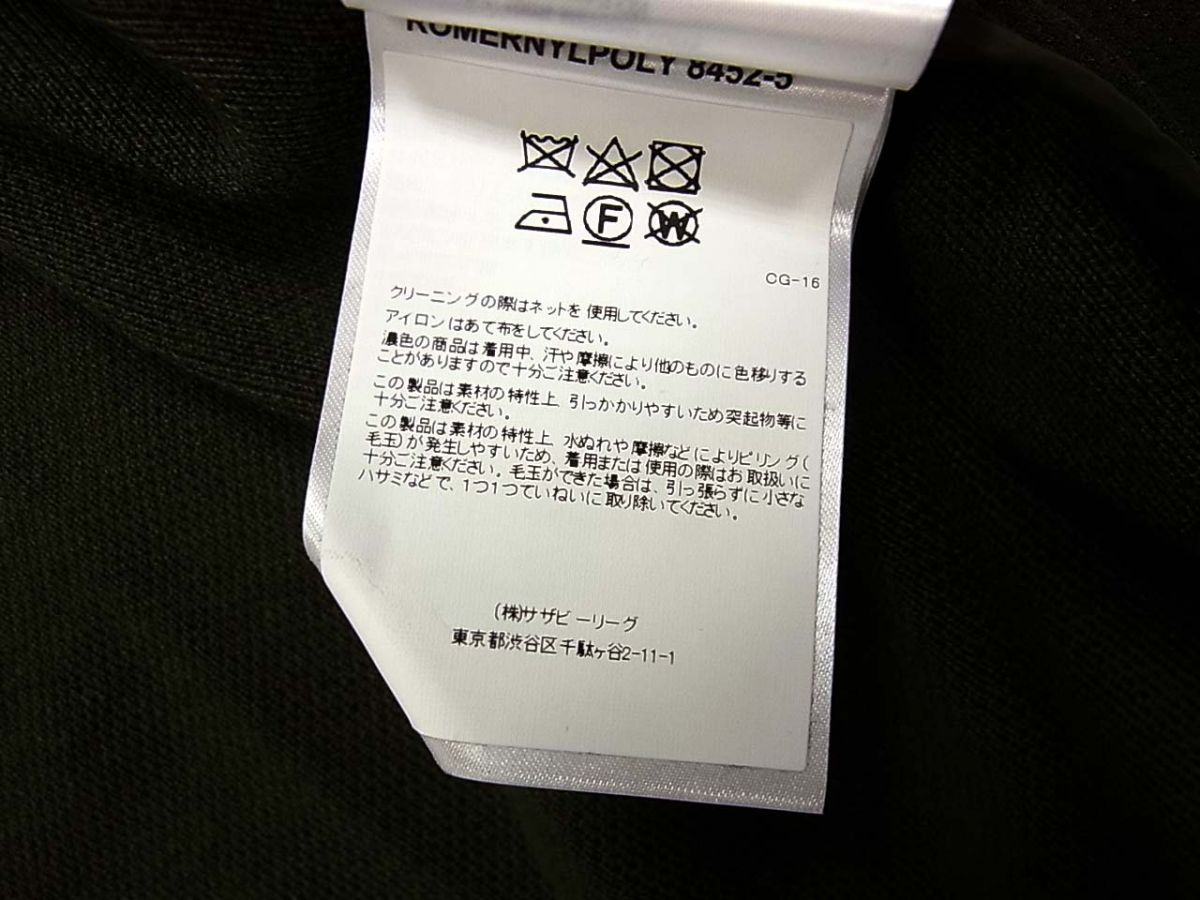 ROMERNYLPOLY 8452-5
F
W
CG-16
クリーニングの際はネットを使用してください。
アイロンはあて布をしてください。
濃色の商品は着用中、汗や摩擦により他のものに色移りする
ことがありますので十分ご注意ください。
この製品は素材の特性上、引っかかりやすいため突起物等に
十分ご注意ください。
この製品は素材の特性上、水ぬれや摩擦などによりピリング(
毛玉)が発生しやすいため、着用または使用の際はお取扱いに
十分ご注意ください。毛玉ができた場合は、引っ張らずに小さな
ハサミなどで、1つ1つていねいに取り除いてください。
(株)サザビーリーグ
東京都渋谷区千駄ヶ谷2-11-1